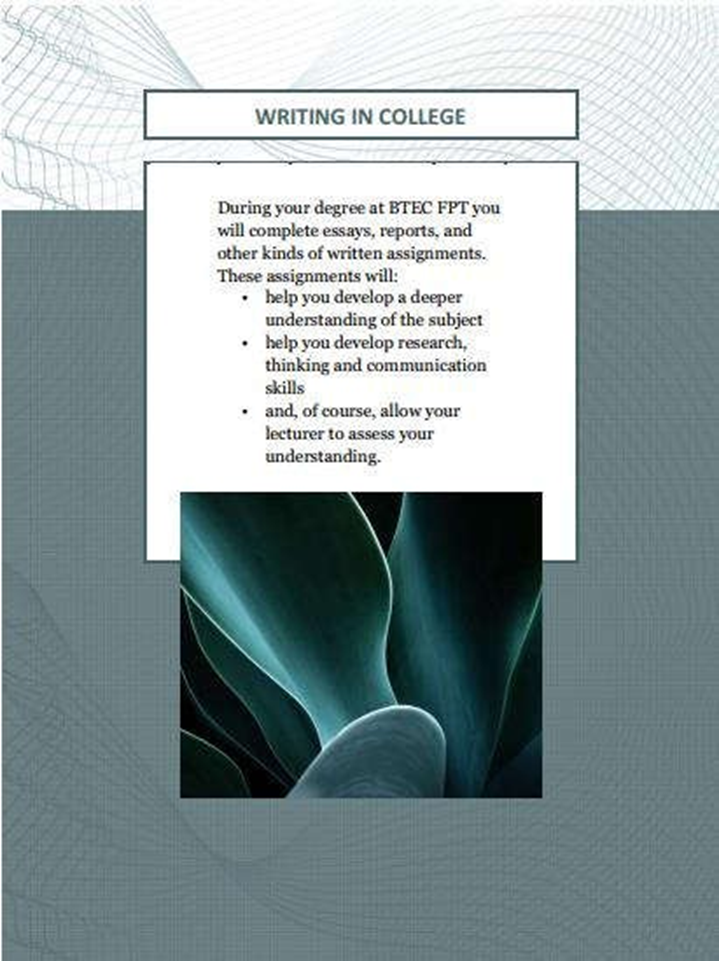 WRITING IN COLLEGE
During your degree at BTEC FPT you
will complete essays, reports, and
other kinds of written assignments.
These assignments will:
• help you develop a deeper
understanding of the subject
• help you develop research,
thinking and communication
skills
• and, of course, allow your
lecturer to assess your
understanding.